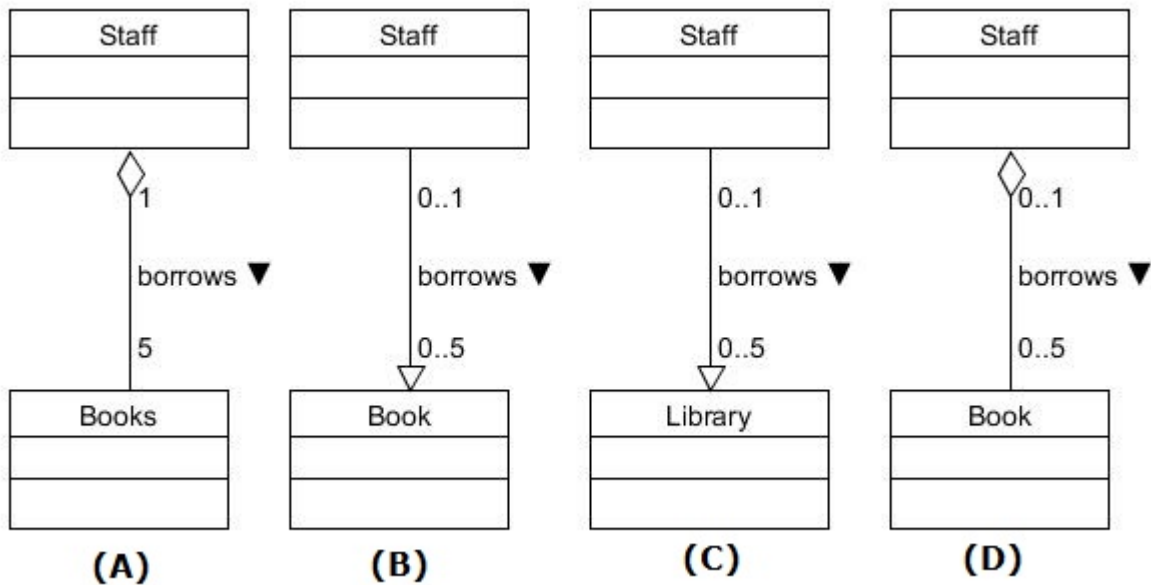 Staff
Staff
Staff
Staff
1
0..1
0..1
0..1
borrows ▼
borrows ▼
borrows ▼
borrows ▼
5
0..5
0..5
0..5
Books
Book
Library
Book
(A)
(B)
(C)
(D)